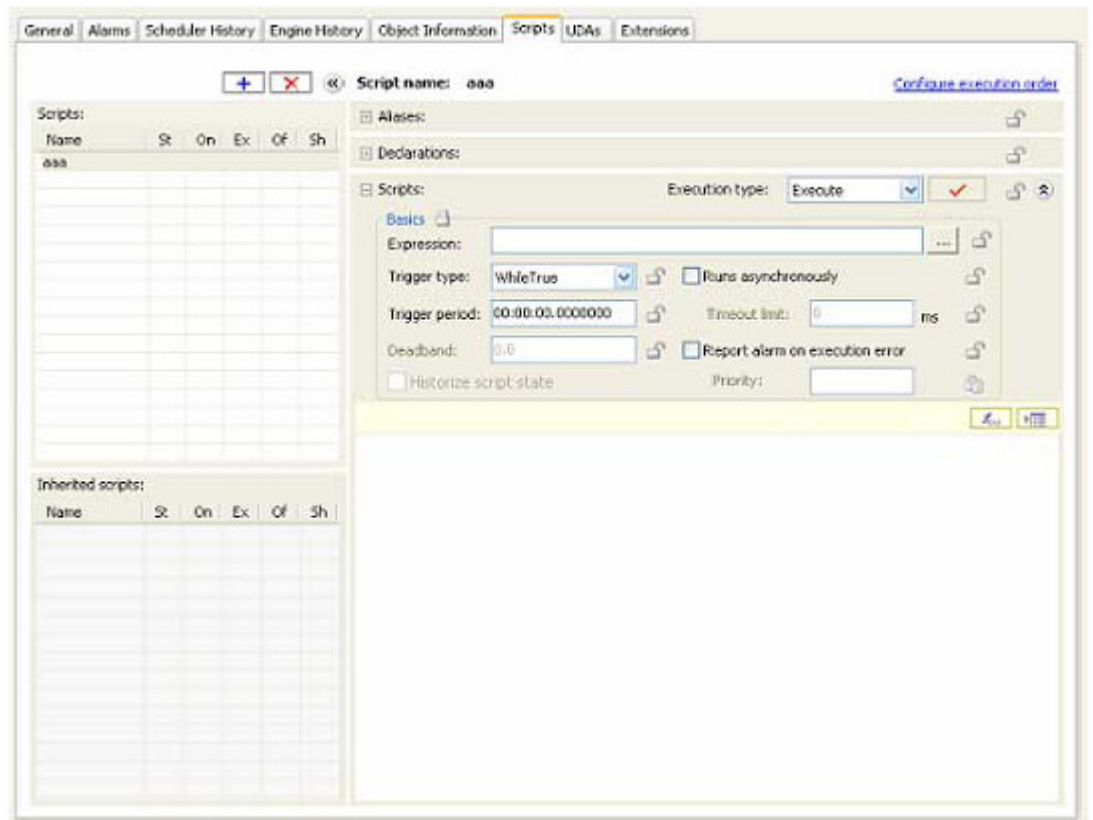 General Alarms Scheduler History Engine History Object Information Scripts UDAs Extensions
Script name: aaa Configure execution order
Scripts:
Name St On Ex Of Sh
aaa
Aliases:
Declarations:
Scripts: Execution type: Execute
Basics
Expression: ...
Trigger type: WhileTrue Runs asynchronously
Trigger period: 00:00:00.0000000 Timeout limit: 0 ms
Deadband: 0.0 Report alarm on execution error
Historize script state Priority:
Inherited scripts:
Name St On Ex Of Sh